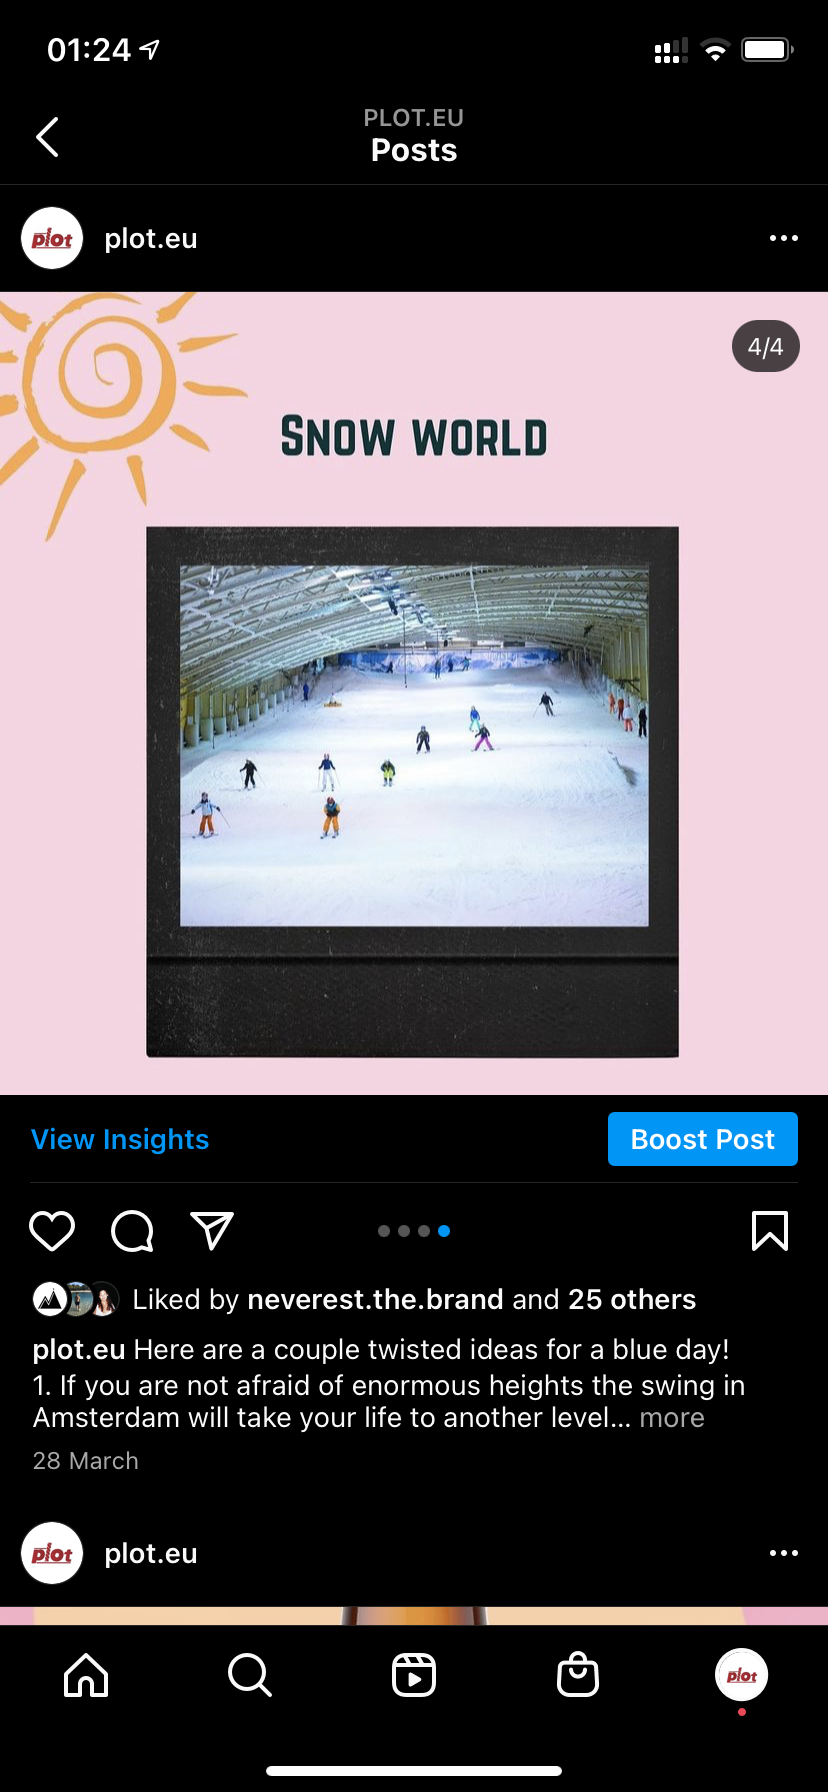 01:24
PLOT.EU
Posts
plot
plot.eu
4/4
SNOW WORLD
View Insights
Boost Post
Liked by neverest.the.brand and 25 others
plot.eu Here are a couple twisted ideas for a blue day!
1. If you are not afraid of enormous heights the swing in
Amsterdam will take your life to another level... more
28 March
plot
plot.eu
plot